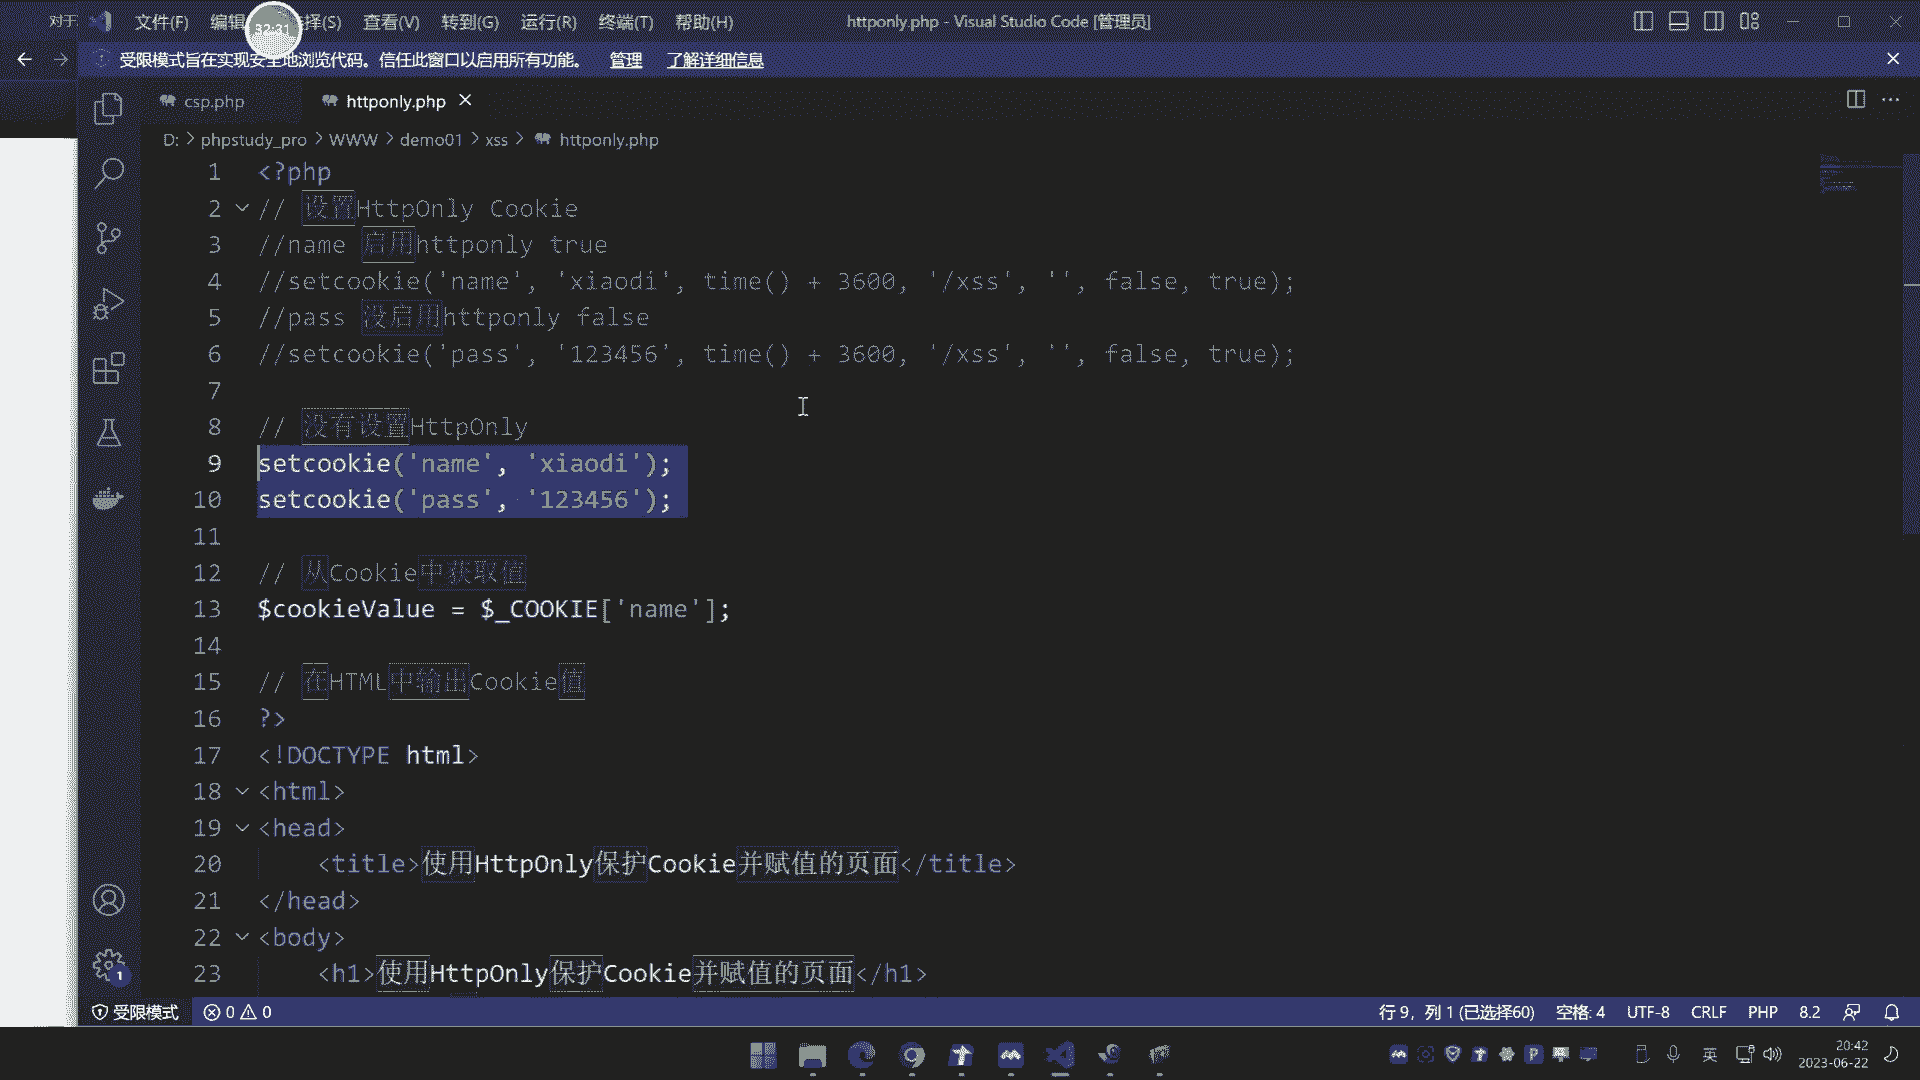 对于
文件(F) 编辑 择(S) 查看(V) 转到(G) 运行(R) 终端(T) 帮助(H) httponly.php - Visual Studio Code [管理员]
32:31
受限模式旨在实现安全地浏览代码。信任此窗口以启用所有功能。 管理 了解详细信息
csp.php httponly.php
D: > phpstudy_pro > WWW > demo01 > xss > httponly.php
1 <?php
2 // 设置HttpOnly Cookie
3 //name 启用httponly true
4 //setcookie('name', 'xiaodi', time() + 3600, '/xss', '', false, true);
5 //pass 没启用httponly false
6 //setcookie('pass', '123456', time() + 3600, '/xss', '', false, true);
7
8 // 没有设置HttpOnly
9 setcookie('name', 'xiaodi');
10 setcookie('pass', '123456');
11
12 // 从Cookie中获取值
13 $cookieValue = $_COOKIE['name'];
14
15 // 在HTML中输出Cookie值
16 ?>
17 <!DOCTYPE html>
18 <html>
19 <head>
20 <title>使用HttpOnly保护Cookie并赋值的页面</title>
21 </head>
22 <body>
23 <h1>使用HttpOnly保护Cookie并赋值的页面</h1>
1
受限模式 0 0 行 9，列 1 (已选择60) 空格: 4 UTF-8 CRLF PHP 8.2
英 20:42
2023-06-22